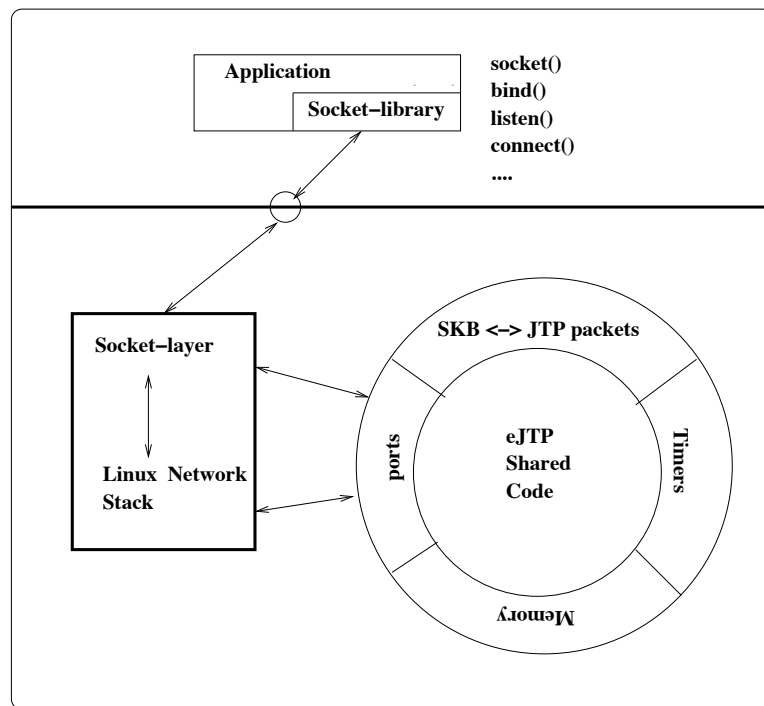 Application
Socket–library
socket()
bind()
listen()
connect()
....
Socket–layer
Linux Network
Stack
SKB <–> JTP packets
ports
eJTP
Shared
Code
Timers
Memory